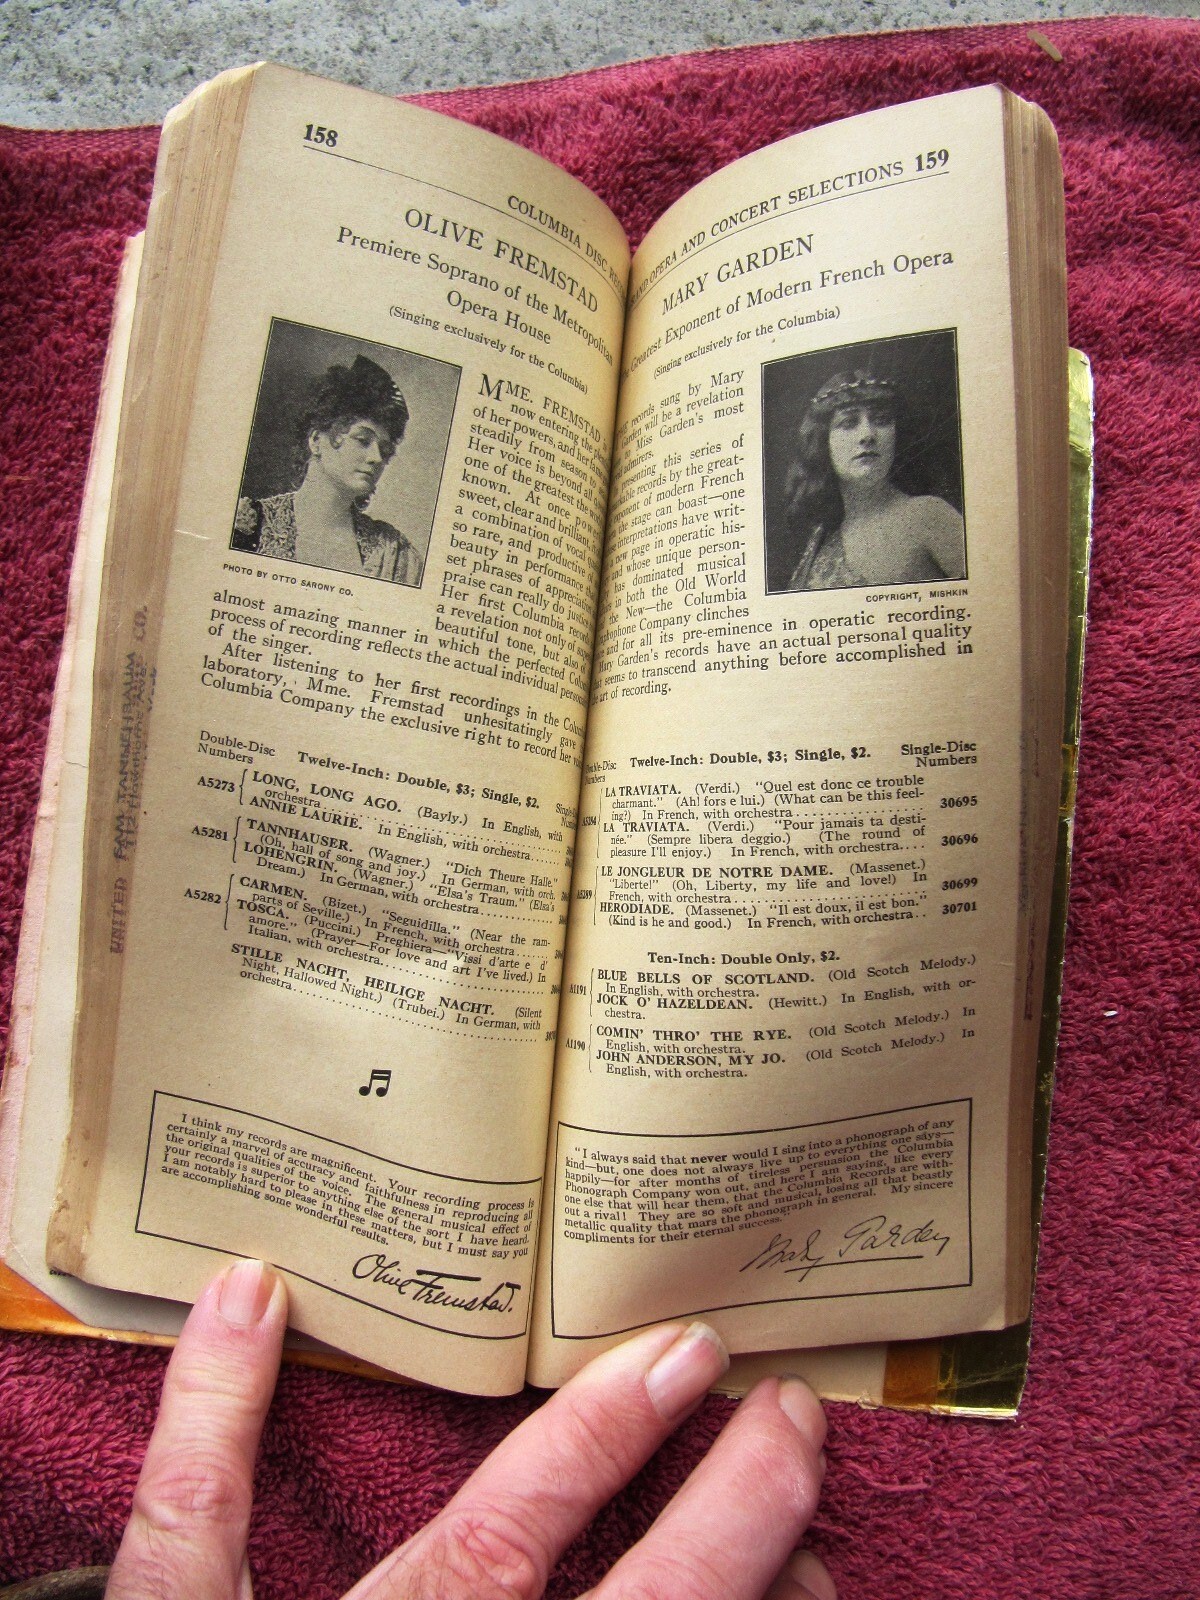 158
COLUMBIA DISC
OLIVE FREMSTAD
Premiere Soprano of the Metropolitan
Opera House
(Singing exclusively for the Columbia)
MME. FREMSTAD
now entering the
of her powers, and her
steadily from season to
Her voice is beyond all
one of the greatest the
known. At once
sweet, clear and brilliant,
a combination of vocal
so rare, and productive of
beauty in performance
set phrases of
praise can really do
Her first Columbia
a revelation not only of
beautiful tone, but also
PHOTO BY OTTO SARONY CO.
almost amazing manner in which the perfected
process of recording reflects the actual individual
of the singer.
After listening to her first recordings in the
laboratory, Mme. Fremstad unhesitatingly gave
Columbia Company the exclusive right to record her
Double-Disc
Numbers
Twelve-Inch: Double, $3; Single, $2.
A5273
LONG, LONG AGO. (Bayly.) In English, with
orchestra
ANNIE LAURIE. In English, with orchestra
A5281
TANNHAUSER. (Wagner.) "Dich Theure Halle."
(Oh, hall of song and joy.) In German, with orch.
LOHENGRIN. (Wagner.) "Elsa's Traum." (Elsa's
Dream.) In German, with orchestra
A5282
CARMEN. (Bizet.) "Seguidilla." (Near the ram-
parts of Seville.) In French, with orchestra
TOSCA. (Puccini.) Preghiera—"Vissi d'arte e d'
amore." (Prayer—For love and art I've lived.) In
Italian, with orchestra
STILLE NACHT, HEILIGE NACHT. (Silent
Night, Hallowed Night.) (Trubei.) In German, with
orchestra
I think my records are magnificent. Your recording process is
certainly a marvel of accuracy and faithfulness in reproducing all
the original qualities of the voice. The general musical effect of
your records is superior to anything else of the sort I have heard.
I am notably hard to please in these matters, but I must say you
are accomplishing some wonderful results.
Olive Fremstad.
UNITED
OPERA AND CONCERT SELECTIONS 159
MARY GARDEN
Greatest Exponent of Modern French Opera
(Singing exclusively for the Columbia)
records sung by Mary
Garden will be a revelation
to Miss Garden's most
admirers.
presenting this series of
records by the great-
exponent of modern French
the stage can boast—one
interpretations have writ-
new page in operatic his-
and whose unique person-
has dominated musical
in both the Old World
the New—the Columbia
Company clinches
COPYRIGHT, MISHKIN
and for all its pre-eminence in operatic recording.
Mary Garden's records have an actual personal quality
seems to transcend anything before accomplished in
art of recording.
Twelve-Inch: Double, $3; Single, $2.
Single-Disc
Numbers
LA TRAVIATA. (Verdi.) "Quel est donc ce trouble
charmant." (Ah! fors e lui.) (What can be this feel-
ing?) In French, with orchestra 30695
LA TRAVIATA. (Verdi.) "Pour jamais ta desti-
née." (Sempre libera deggio.) (The round of
pleasure I'll enjoy.) In French, with orchestra 30696
A5289
LE JONGLEUR DE NOTRE DAME. (Massenet.)
"Liberte!" (Oh, Liberty, my life and love!) In
French, with orchestra 30699
HERODIADE. (Massenet.) "Il est doux, il est bon."
(Kind is he and good.) In French, with orchestra 30701
Ten-Inch: Double Only, $2.
A1191
BLUE BELLS OF SCOTLAND. (Old Scotch Melody.)
In English, with orchestra.
JOCK O' HAZELDEAN. (Hewitt.) In English, with or-
chestra.
A1190
COMIN' THRO' THE RYE. (Old Scotch Melody.) In
English, with orchestra.
JOHN ANDERSON, MY JO. (Old Scotch Melody.) In
English, with orchestra.
"I always said that never would I sing into a phonograph of any
kind—but, one does not always live up to everything one says—
happily—for after months of tireless persuasion the Columbia
Phonograph Company won out, and here I am saying, like every
one else that will hear them, that the Columbia Records are with-
out a rival! They are so soft and musical, losing all that beastly
metallic quality that mars the phonograph in general. My sincere
compliments for their eternal success."
Mary Garden